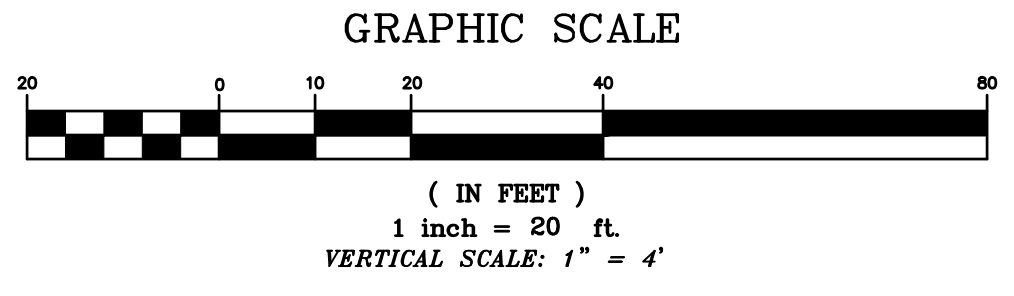 GRAPHIC SCALE
20 0 10 20 40 80
( IN FEET )
1 inch = 20 ft.
VERTICAL SCALE: 1" = 4'